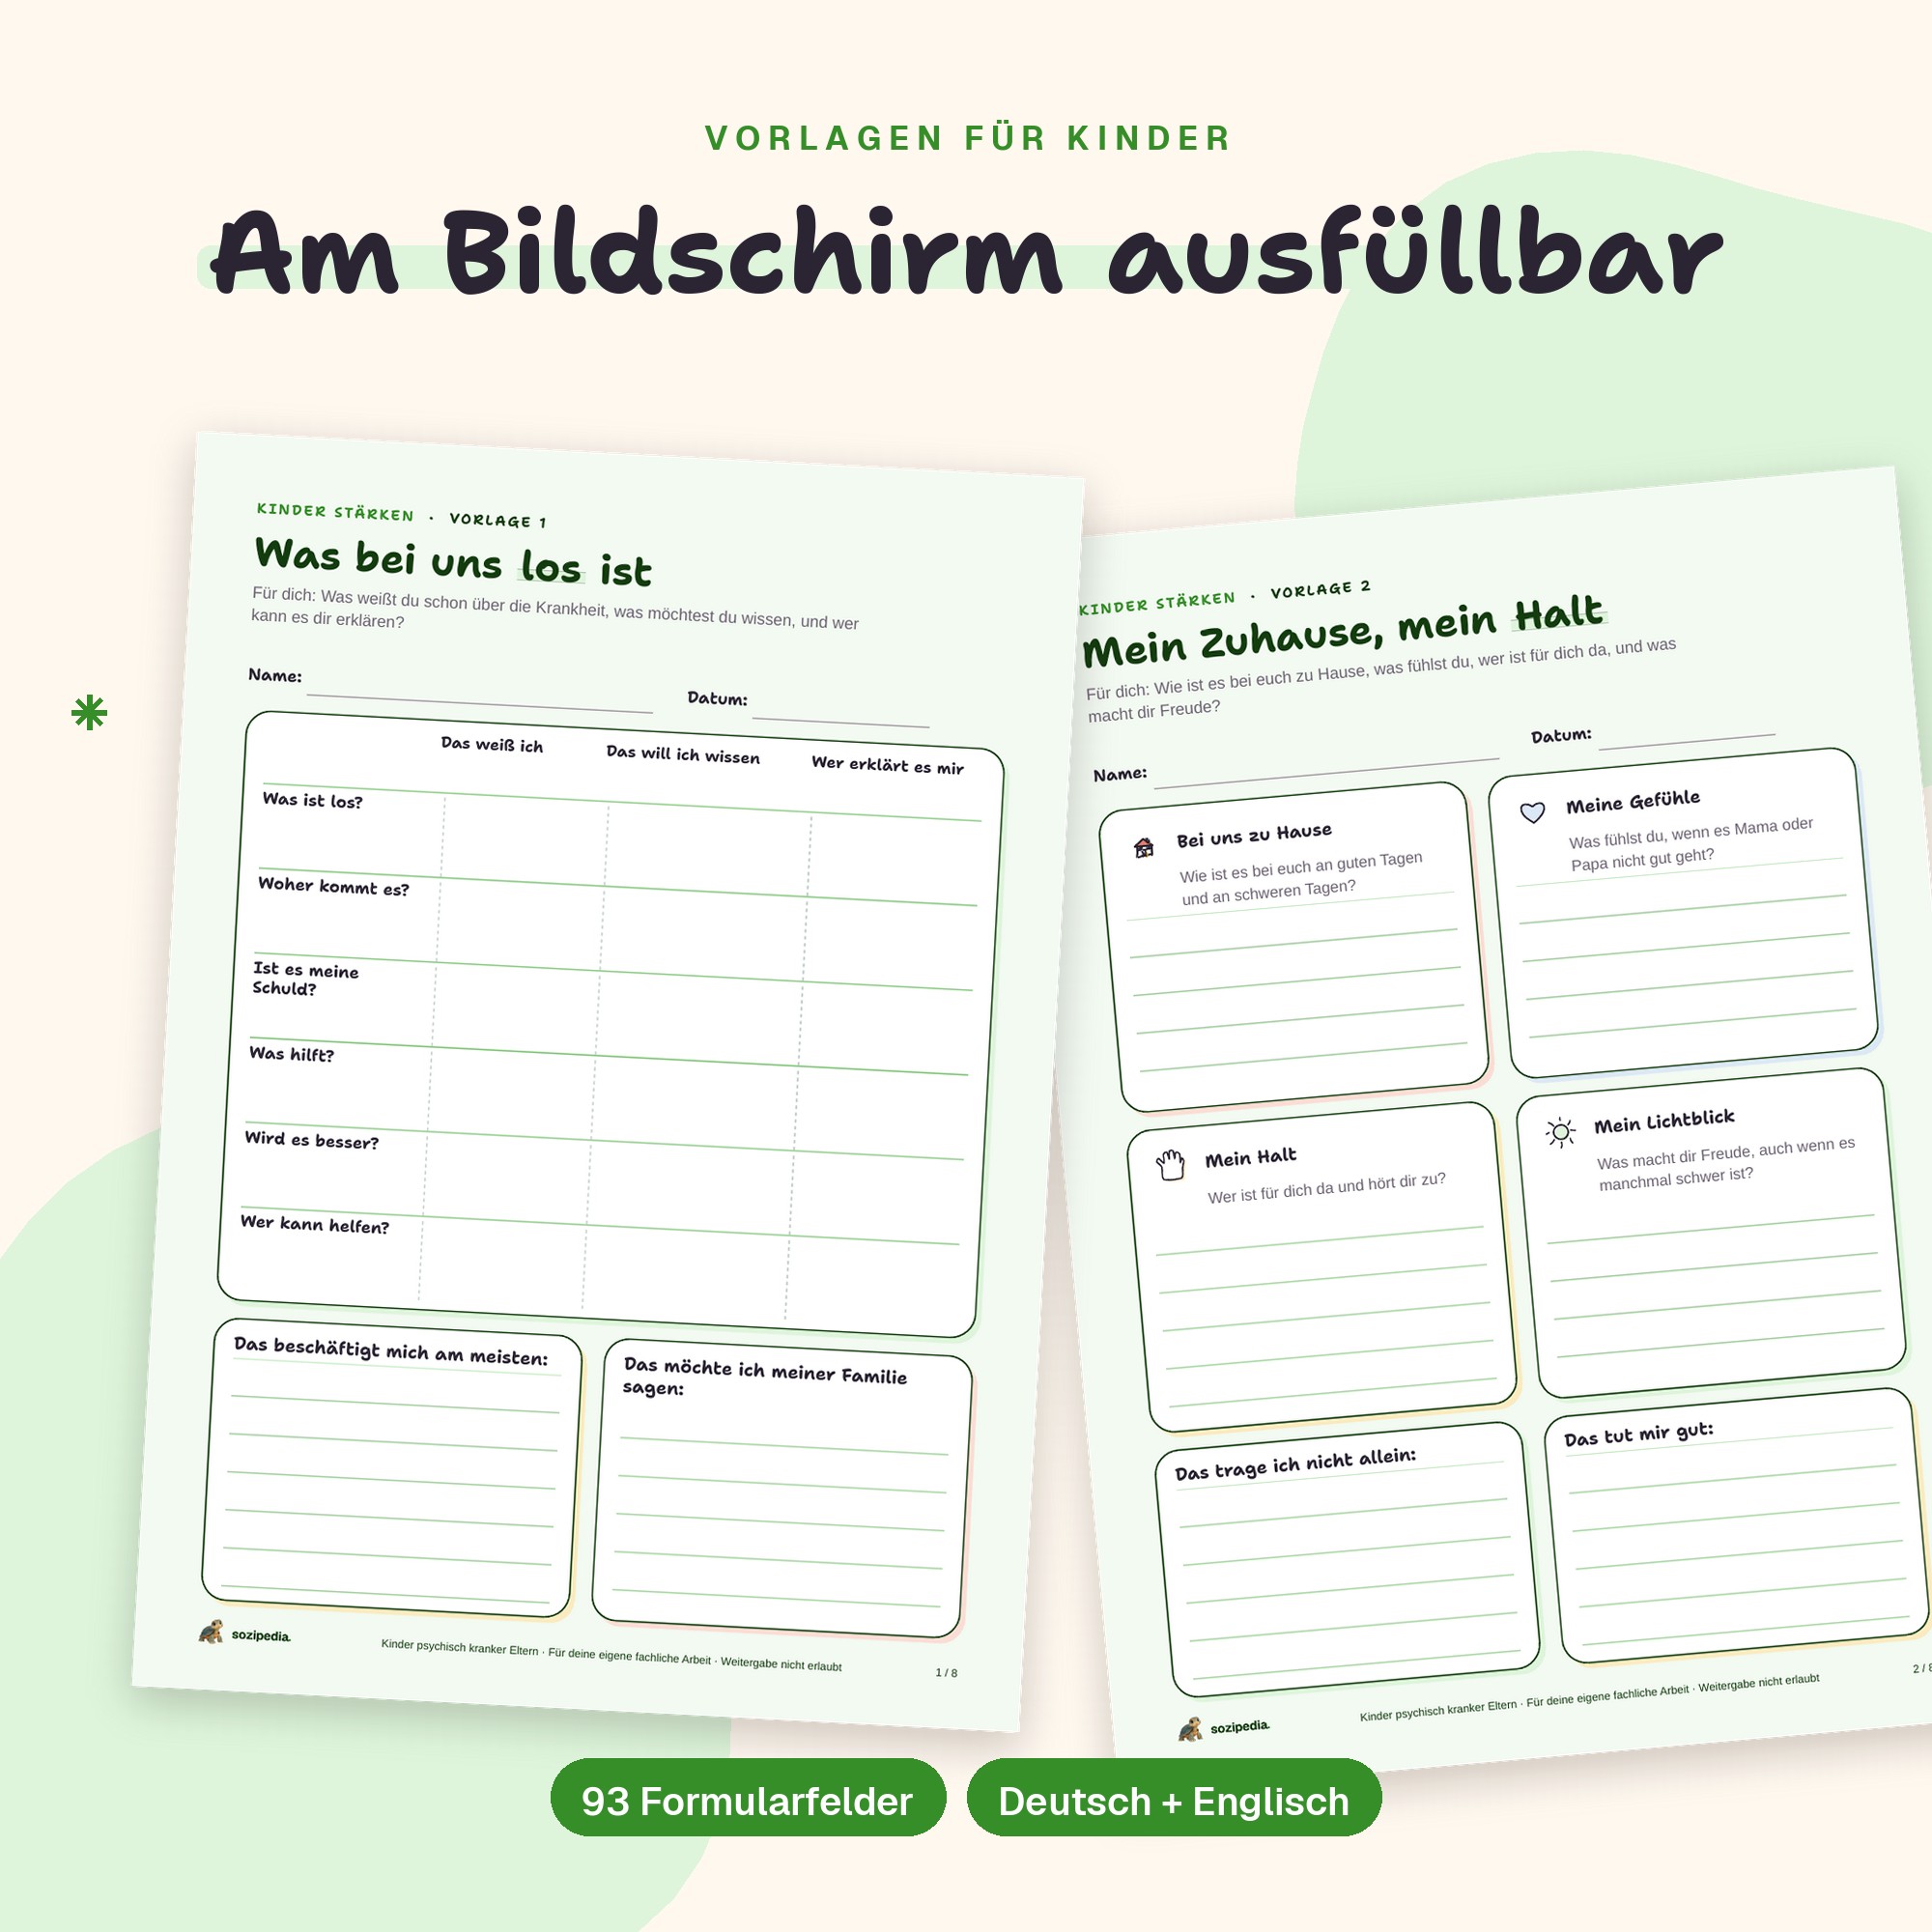 VORLAGEN FÜR KINDER
Am Bildschirm ausfüllbar
KINDER STÄRKEN · VORLAGE 1
Was bei uns los ist
Für dich: Was weißt du schon über die Krankheit, was möchtest du wissen, und wer
kann es dir erklären?
Name:
Datum:
Das weiß ich
Das will ich wissen
Wer erklärt es mir
Was ist los?
Woher kommt es?
Ist es meine
Schuld?
Was hilft?
Wird es besser?
Wer kann helfen?
Das beschäftigt mich am meisten:
Das möchte ich meiner Familie
sagen:
sozipedia.
Kinder psychisch kranker Eltern · Für deine eigene fachliche Arbeit · Weitergabe nicht erlaubt
1 / 8
KINDER STÄRKEN · VORLAGE 2
Mein Zuhause, mein Halt
Für dich: Wie ist es bei euch zu Hause, was fühlst du, wer ist für dich da, und was
macht dir Freude?
Name:
Datum:
Bei uns zu Hause
Wie ist es bei euch an guten Tagen
und an schweren Tagen?
Meine Gefühle
Was fühlst du, wenn es Mama oder
Papa nicht gut geht?
Mein Halt
Wer ist für dich da und hört dir zu?
Mein Lichtblick
Was macht dir Freude, auch wenn es
manchmal schwer ist?
Das trage ich nicht allein:
Das tut mir gut:
sozipedia.
Kinder psychisch kranker Eltern · Für deine eigene fachliche Arbeit · Weitergabe nicht erlaubt
2 / 8
93 Formularfelder
Deutsch + Englisch